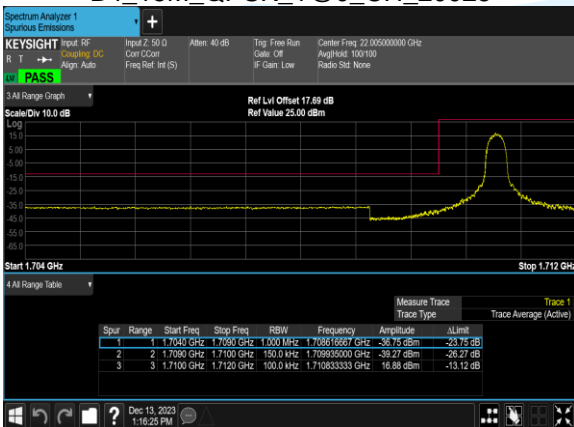 Spectrum Analyzer 1
Spurious Emissions
+
KEYSIGHT Input: RF Input Z: 50 Ω Atten: 40 dB Trig: Free Run Center Freq: 22.005000000 GHz
R T Coupling: DC Corr CCorr Gate: Off Avg|Hold: 100/100
Align: Auto Freq Ref: Int (S) IF Gain: Low Radio Std: None
LW PASS
3 All Range Graph
Ref Lvl Offset 17.69 dB
Scale/Div 10.0 dB Ref Value 25.00 dBm
Log
15.0
5.00
-5.00
-15.0
-25.0
-35.0
-45.0
-55.0
-65.0
Start 1.704 GHz Stop 1.712 GHz
4 All Range Table
Measure Trace Trace 1
Trace Type Trace Average (Active)
Spur Range Start Freq Stop Freq RBW Frequency Amplitude ΔLimit
1 1 1.7040 GHz 1.7090 GHz 1.000 MHz 1.708616667 GHz -36.75 dBm -23.75 dB
2 2 1.7090 GHz 1.7100 GHz 150.0 kHz 1.709935000 GHz -39.27 dBm -26.27 dB
3 3 1.7100 GHz 1.7120 GHz 100.0 kHz 1.710833333 GHz 16.88 dBm -13.12 dB
? Dec 13, 2023
1:16:25 PM